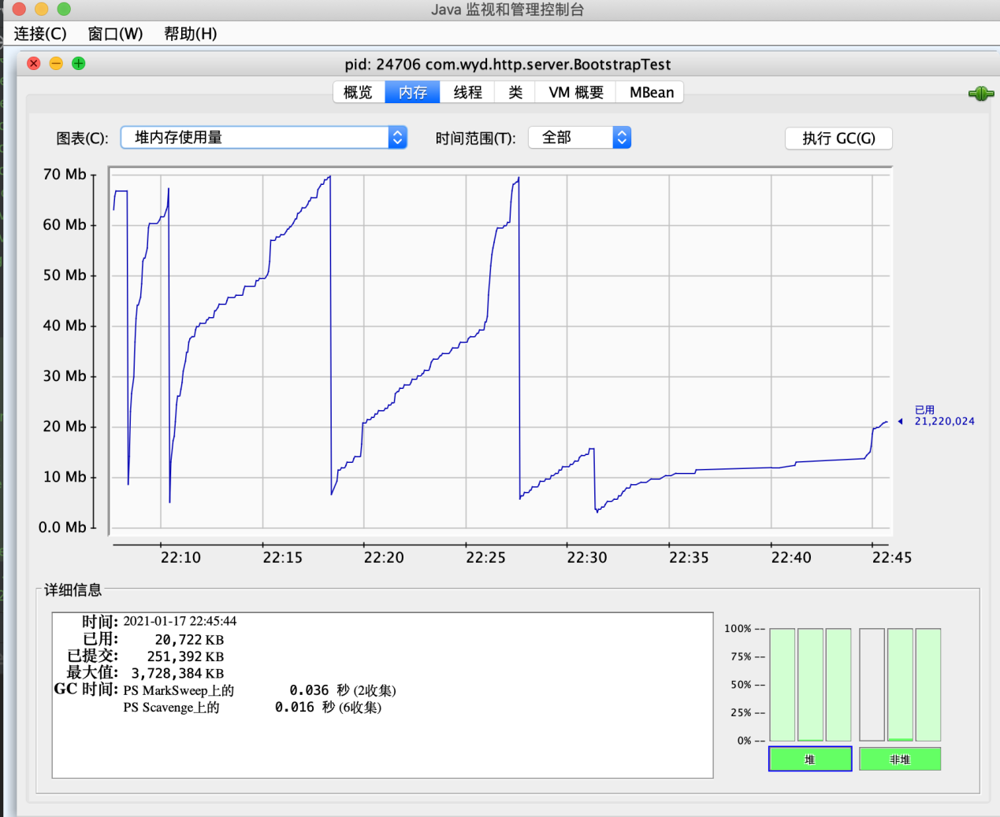 Java 监视和管理控制台
连接(C) 窗口(W) 帮助(H)
pid: 24706 com.wyd.http.server.BootstrapTest
概览 内存 线程 类 VM 概要 MBean
图表(C): 堆内存使用量 时间范围(T): 全部 执行 GC(G)
70 Mb
60 Mb
50 Mb
40 Mb
30 Mb
20 Mb
10 Mb
0.0 Mb
已用
21,220,024
22:10 22:15 22:20 22:25 22:30 22:35 22:40 22:45
详细信息
时间: 2021-01-17 22:45:44
已用: 20,722 KB
已提交: 251,392 KB
最大值: 3,728,384 KB
GC 时间: PS MarkSweep上的 0.036 秒 (2收集)
PS Scavenge上的 0.016 秒 (6收集)
100% --
75% --
50% --
25% --
0% --
堆 非堆